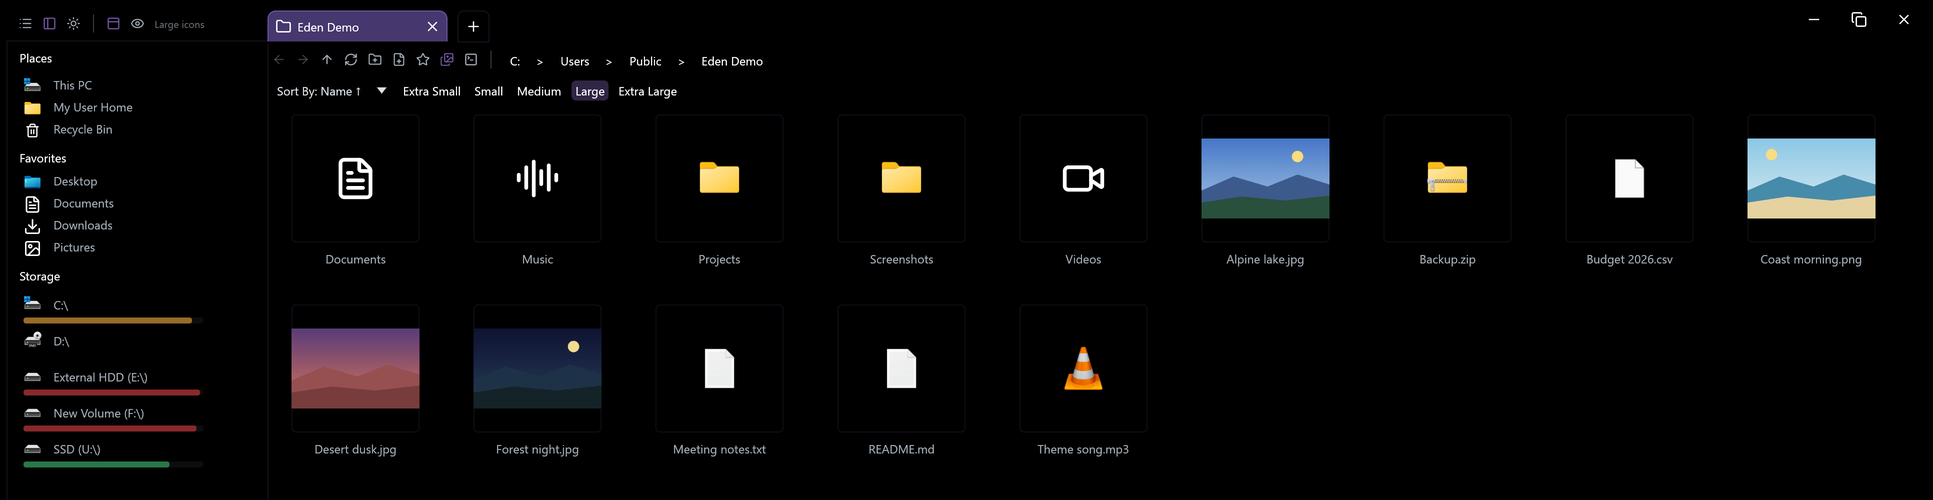 Large icons
Eden Demo
Places
This PC
My User Home
Recycle Bin
Favorites
Desktop
Documents
Downloads
Pictures
Storage
C:\
D:\
External HDD (E:\)
New Volume (F:\)
SSD (U:\)
C: > Users > Public > Eden Demo
Sort By: Name ↑ Extra Small Small Medium Large Extra Large
Documents Music Projects Screenshots Videos Alpine lake.jpg Backup.zip Budget 2026.csv Coast morning.png
Desert dusk.jpg Forest night.jpg Meeting notes.txt README.md Theme song.mp3